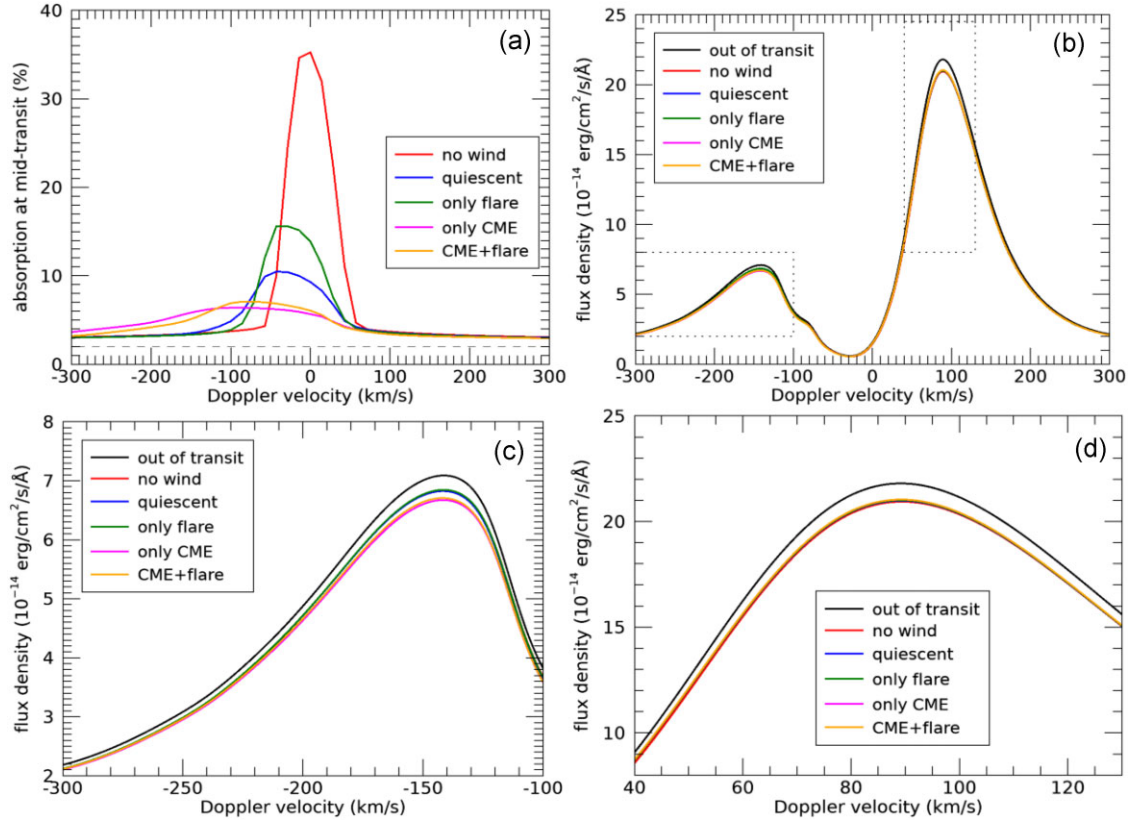 (a)
absorption at mid-transit (%)
40
30
20
10
0
no wind
quiescent
only flare
only CME
CME+flare
-300 -200 -100 0 100 200 300
Doppler velocity (km/s)
(b)
flux density (10⁻¹⁴ erg/cm²/s/Å)
25
20
15
10
5
0
out of transit
no wind
quiescent
only flare
only CME
CME+flare
-300 -200 -100 0 100 200 300
Doppler velocity (km/s)
(c)
flux density (10⁻¹⁴ erg/cm²/s/Å)
8
7
6
5
4
3
2
out of transit
no wind
quiescent
only flare
only CME
CME+flare
-300 -250 -200 -150 -100
Doppler velocity (km/s)
(d)
flux density (10⁻¹⁴ erg/cm²/s/Å)
25
20
15
10
out of transit
no wind
quiescent
only flare
only CME
CME+flare
40 60 80 100 120
Doppler velocity (km/s)